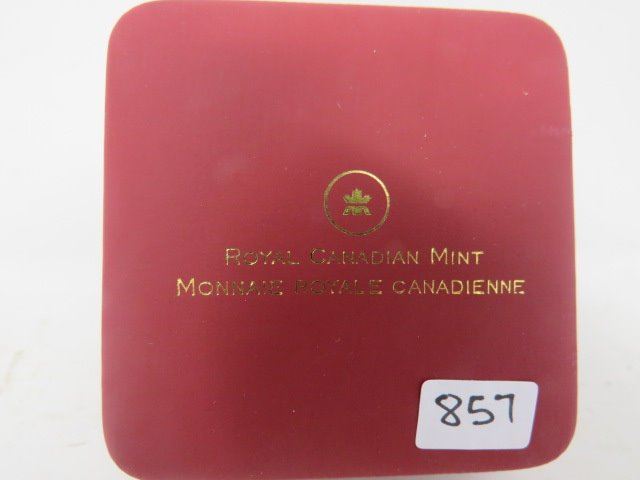 ROYAL CANADIAN MINT
MONNAIE ROYALE CANADIENNE
857